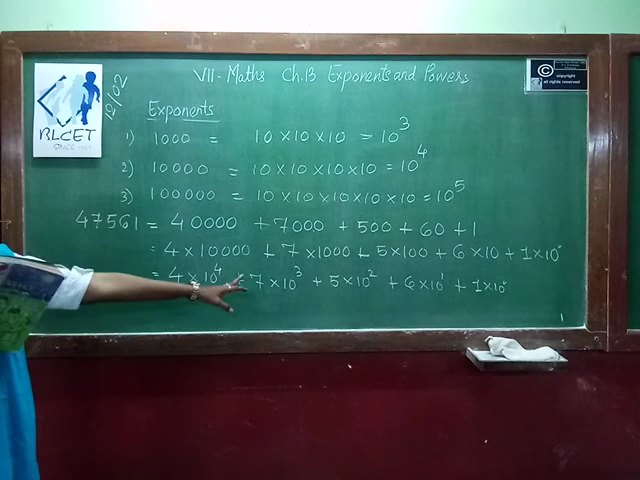 VII - Maths Ch.13 Exponents and Powers
BLCET
SINCE
12/02
© copyright
all rights reserved
Exponents
1) 1000 = 10 × 10 × 10 = 10³
2) 10000 = 10 × 10 × 10 × 10 = 10⁴
3) 100000 = 10 × 10 × 10 × 10 × 10 = 10⁵
47561 = 40000 + 7000 + 500 + 60 + 1
= 4 × 10000 + 7 × 1000 + 5 × 100 + 6 × 10 + 1 × 10⁰
= 4 × 10⁴ 7 × 10³ + 5 × 10² + 6 × 10¹ + 1 × 10⁰